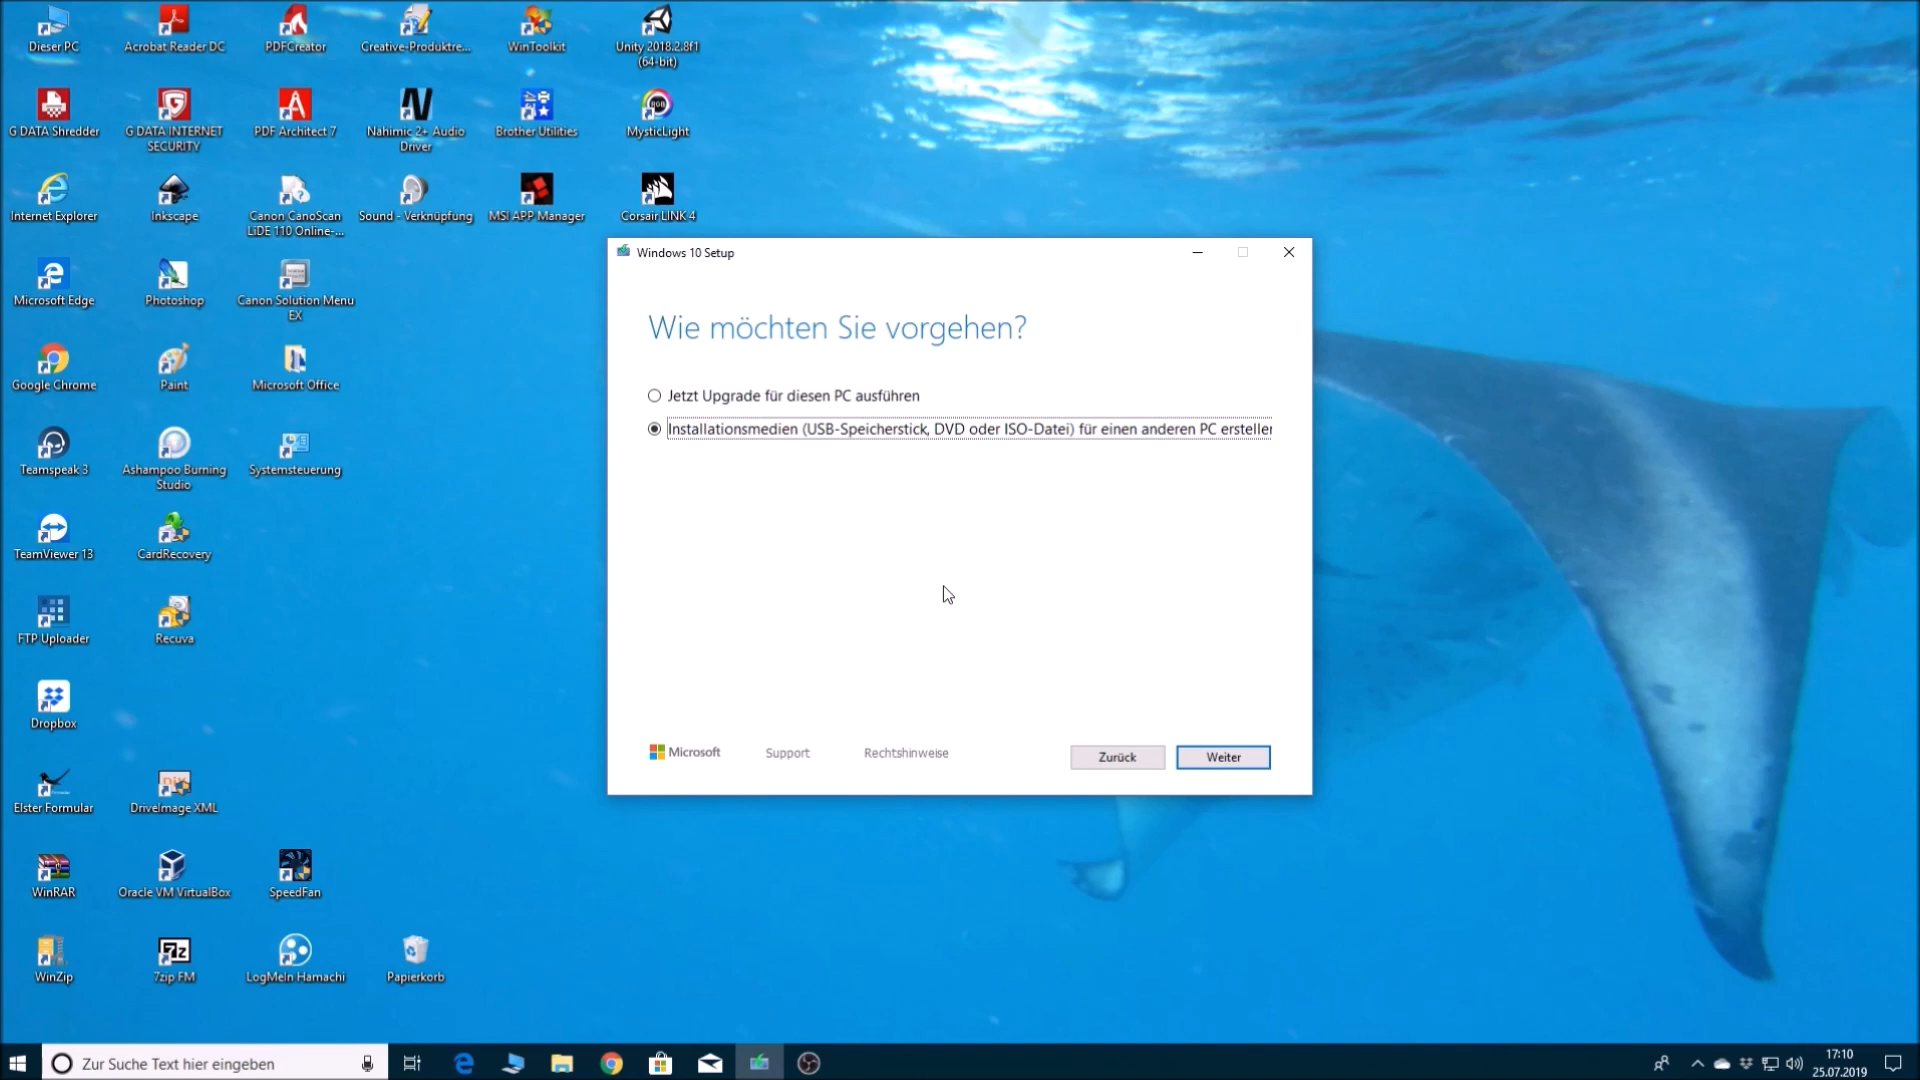 Dieser PC
Acrobat Reader DC
PDFCreator
Creative-Produktre...
WinToolkit
Unity 2018.2.8f1
(64-bit)
G DATA Shredder
G DATA INTERNET
SECURITY
PDF Architect 7
Nahimic 2+ Audio
Driver
Brother Utilities
MysticLight
Internet Explorer
Inkscape
Canon CanoScan
LiDE 110 Online-...
Sound - Verknüpfung
MSI APP Manager
Corsair LINK 4
Microsoft Edge
Photoshop
Canon Solution Menu
EX
Google Chrome
Paint
Microsoft Office
Teamspeak 3
Ashampoo Burning
Studio
Systemsteuerung
TeamViewer 13
CardRecovery
FTP Uploader
Recuva
Dropbox
Elster Formular
DriveImage XML
WinRAR
Oracle VM VirtualBox
SpeedFan
WinZip
7zip FM
LogMeIn Hamachi
Papierkorb
Windows 10 Setup
Wie möchten Sie vorgehen?
Jetzt Upgrade für diesen PC ausführen
Installationsmedien (USB-Speicherstick, DVD oder ISO-Datei) für einen anderen PC ersteller
Microsoft
Support
Rechtshinweise
Zurück
Weiter
Zur Suche Text hier eingeben
17:10
25.07.2019